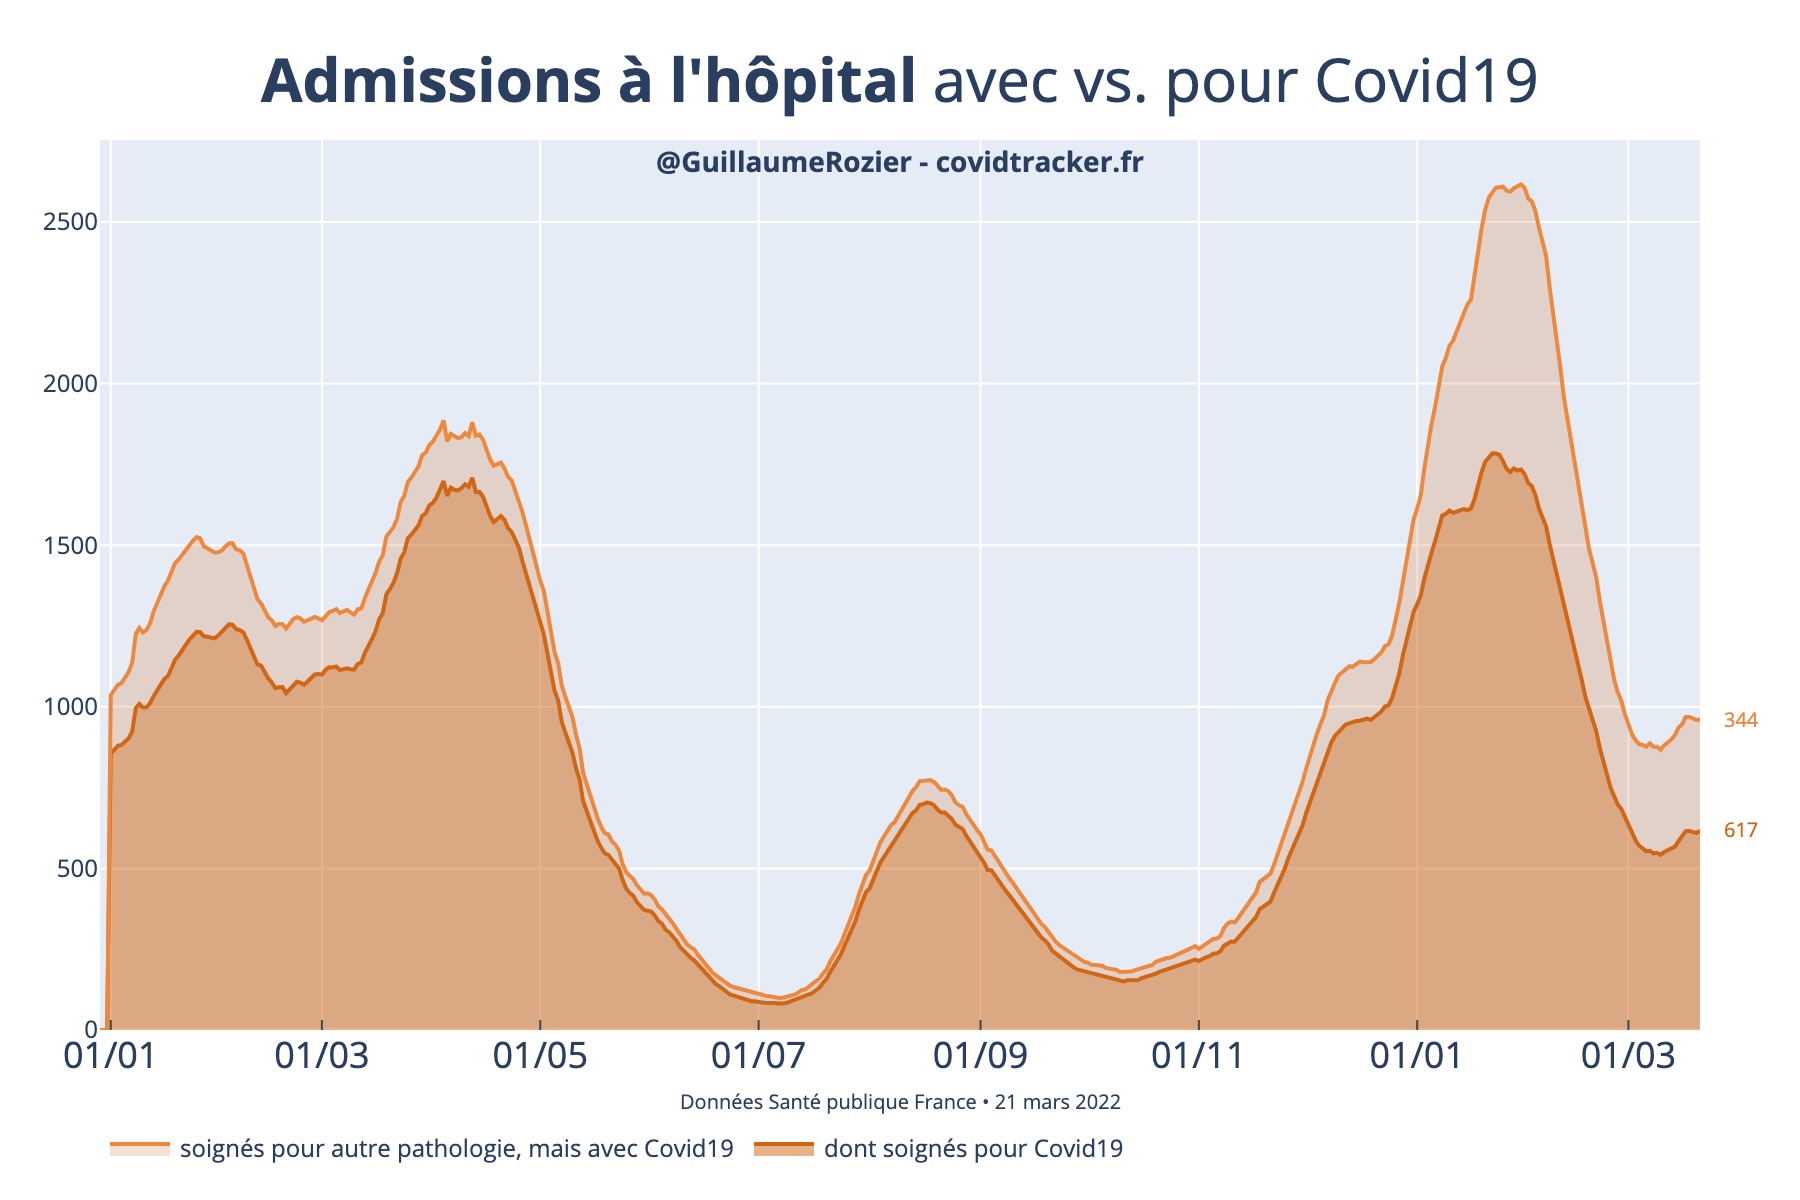 Admissions à l'hôpital avec vs. pour Covid19
@GuillaumeRozier - covidtracker.fr
2500
2000
1500
1000
500
0
344
617
01/01 01/03 01/05 01/07 01/09 01/11 01/01 01/03
Données Santé publique France • 21 mars 2022
soignés pour autre pathologie, mais avec Covid19 dont soignés pour Covid19